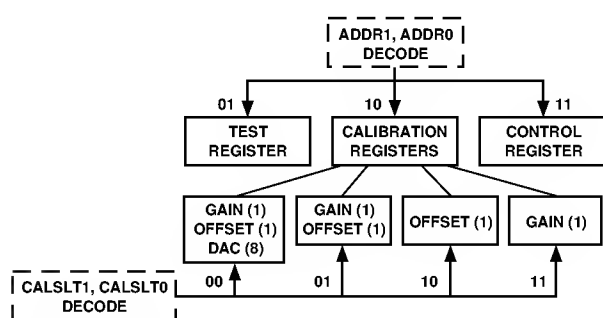 ADDR1, ADDR0
DECODE
01
10
11
TEST
REGISTER
CALIBRATION
REGISTERS
CONTROL
REGISTER
GAIN (1)
OFFSET (1)
DAC (8)
GAIN (1)
OFFSET (1)
OFFSET (1)
GAIN (1)
CALSLT1, CALSLT0
DECODE
00
01
10
11